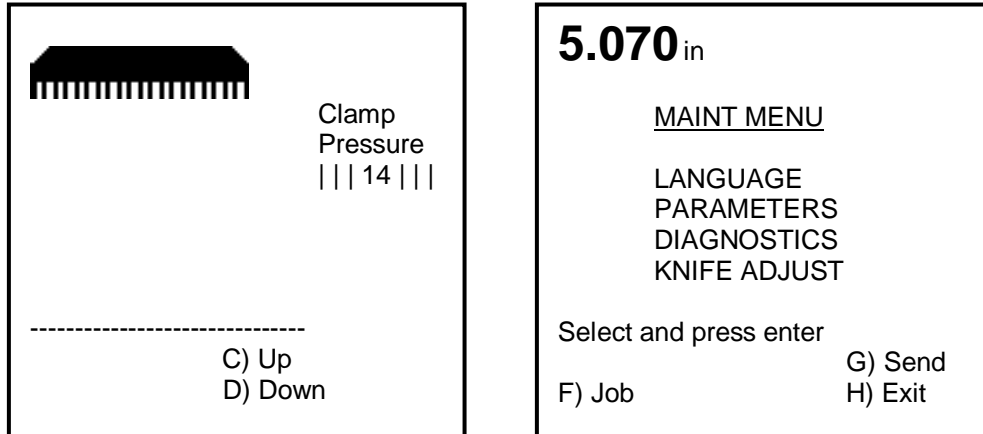 Clamp
Pressure
| | | 14 | | |
------------------------------
C) Up
D) Down
5.070 in
MAINT MENU
LANGUAGE
PARAMETERS
DIAGNOSTICS
KNIFE ADJUST
Select and press enter
G) Send
F) Job H) Exit